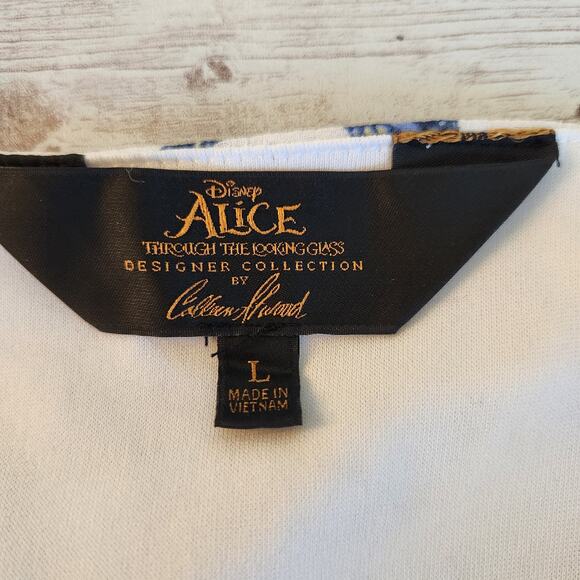 Disney
ALICE
THROUGH THE LOOKING GLASS
DESIGNER COLLECTION
BY
Colleen Atwood
L
MADE IN
VIETNAM